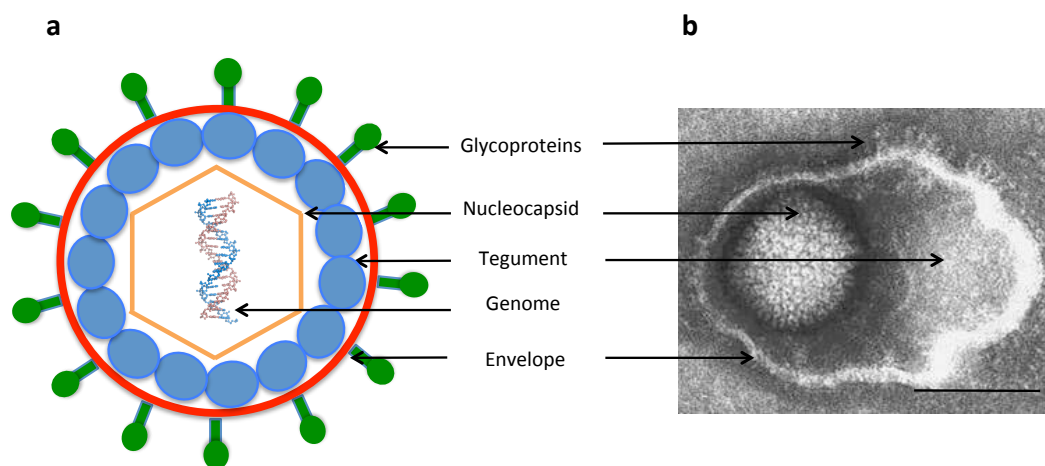 a
b
Glycoproteins
Nucleocapsid
Tegument
Genome
Envelope